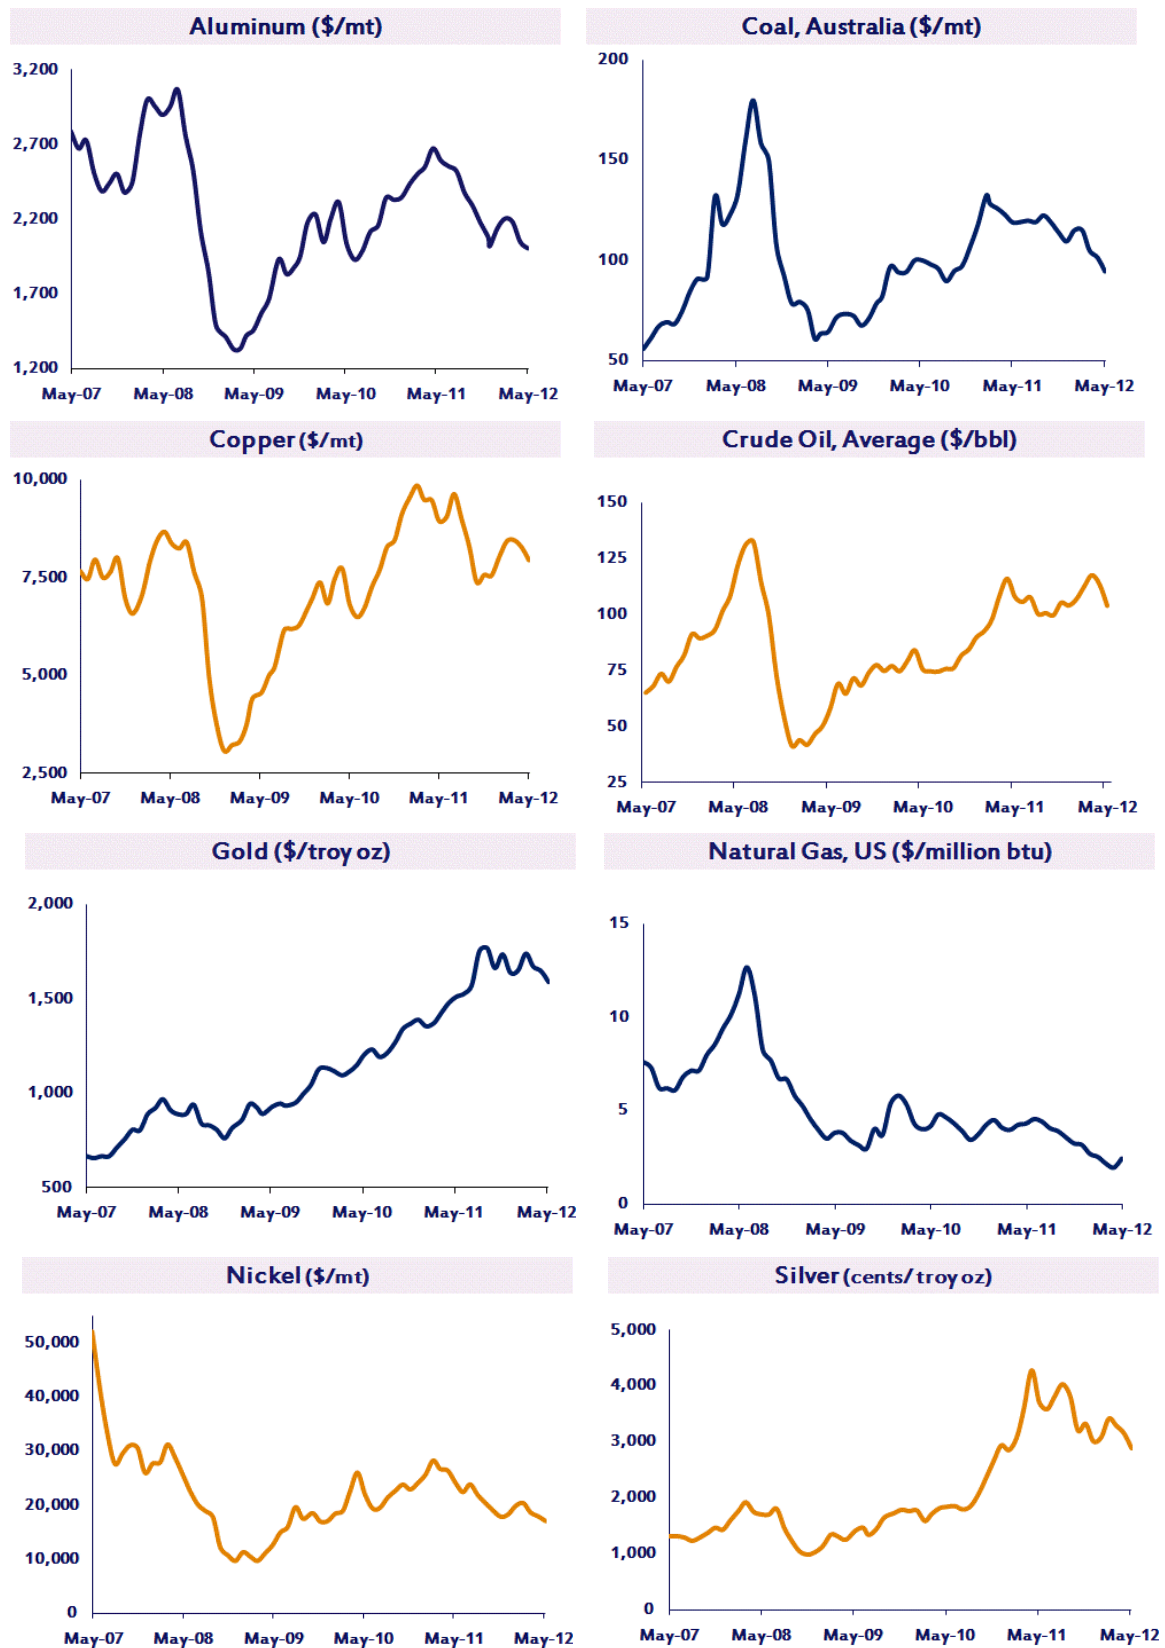 Aluminum ($/mt)
3,200
2,700
2,200
1,700
1,200
May-07 May-08 May-09 May-10 May-11 May-12
Coal, Australia ($/mt)
200
150
100
50
May-07 May-08 May-09 May-10 May-11 May-12
Copper ($/mt)
10,000
7,500
5,000
2,500
May-07 May-08 May-09 May-10 May-11 May-12
Crude Oil, Average ($/bbl)
150
125
100
75
50
25
May-07 May-08 May-09 May-10 May-11 May-12
Gold ($/troy oz)
2,000
1,500
1,000
500
May-07 May-08 May-09 May-10 May-11 May-12
Natural Gas, US ($/million btu)
15
10
5
0
May-07 May-08 May-09 May-10 May-11 May-12
Nickel ($/mt)
50,000
40,000
30,000
20,000
10,000
0
May-07 May-08 May-09 May-10 May-11 May-12
Silver (cents/ troy oz)
5,000
4,000
3,000
2,000
1,000
0
May-07 May-08 May-09 May-10 May-11 May-12